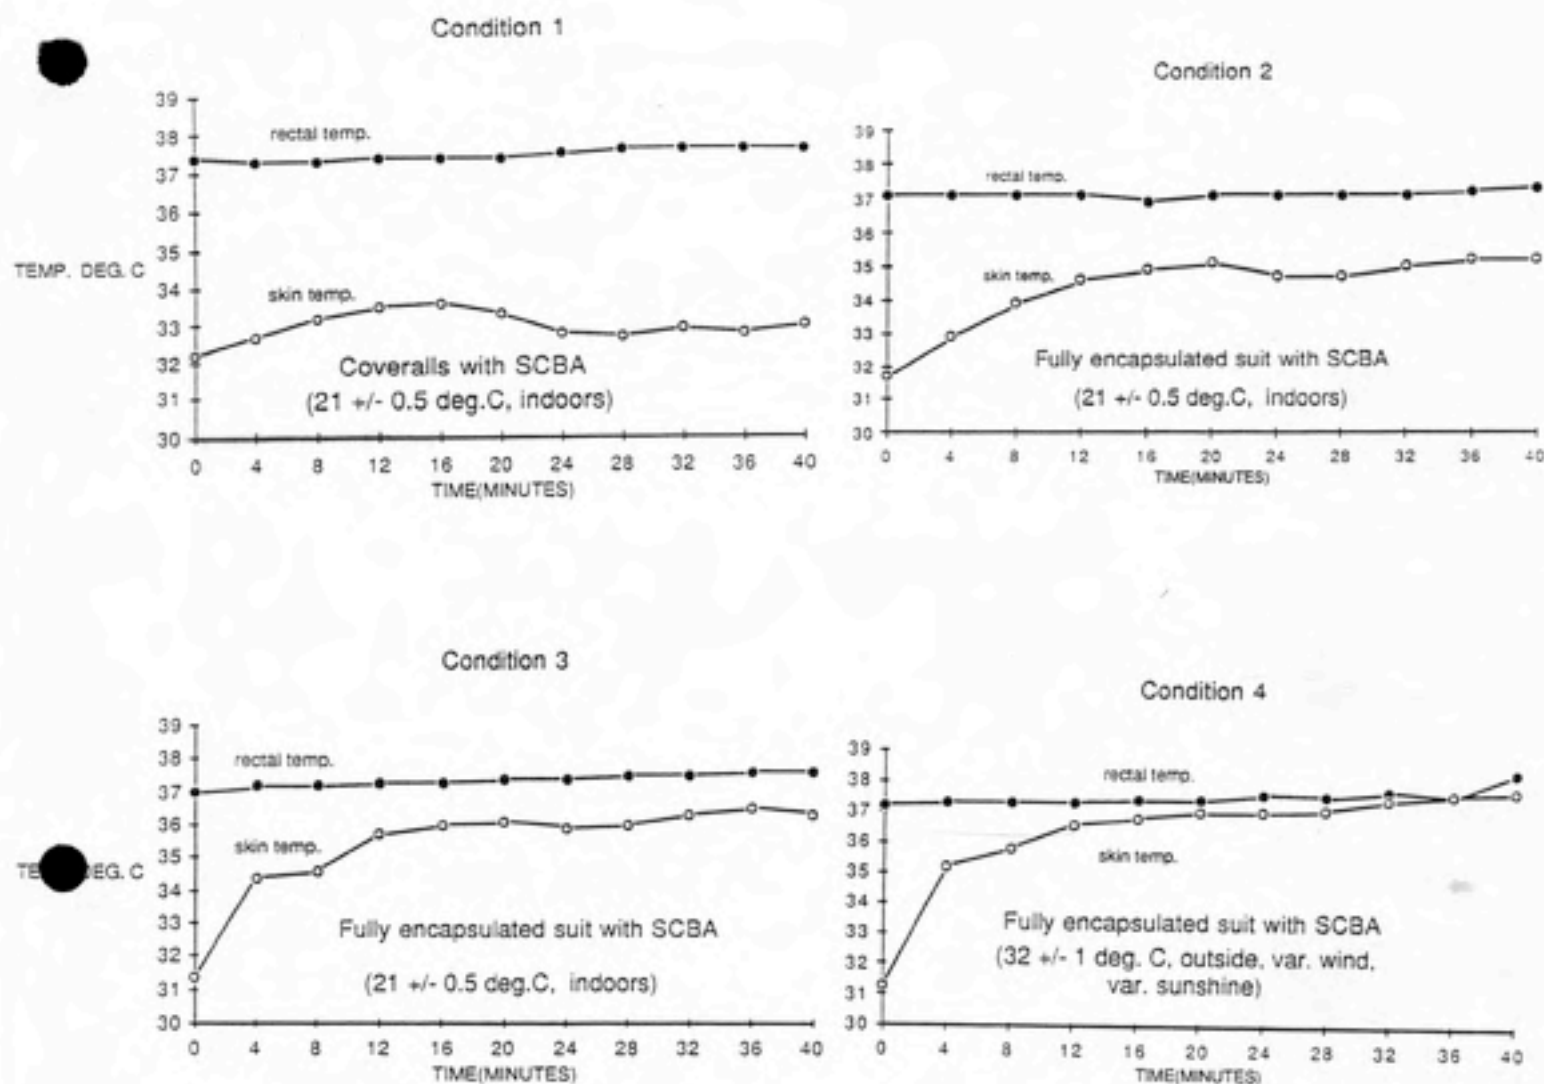 Condition 1
39
38
37
36
35
34
33
32
31
30
TEMP. DEG. C
rectal temp.
skin temp.
Coveralls with SCBA
(21 +/- 0.5 deg.C, indoors)
0 4 8 12 16 20 24 28 32 36 40
TIME(MINUTES)
Condition 2
39
38
37
36
35
34
33
32
31
30
rectal temp.
skin temp.
Fully encapsulated suit with SCBA
(21 +/- 0.5 deg.C, indoors)
0 4 8 12 16 20 24 28 32 36 40
TIME(MINUTES)
Condition 3
39
38
37
36
35
34
33
32
31
30
DEG. C
rectal temp.
skin temp.
Fully encapsulated suit with SCBA
(21 +/- 0.5 deg.C, indoors)
0 4 8 12 16 20 24 28 32 36 40
TIME(MINUTES)
Condition 4
39
38
37
36
35
34
33
32
31
30
rectal temp.
skin temp.
Fully encapsulated suit with SCBA
(32 +/- 1 deg. C, outside, var. wind,
var. sunshine)
0 4 8 12 16 20 24 28 32 36 40
TIME(MINUTES)